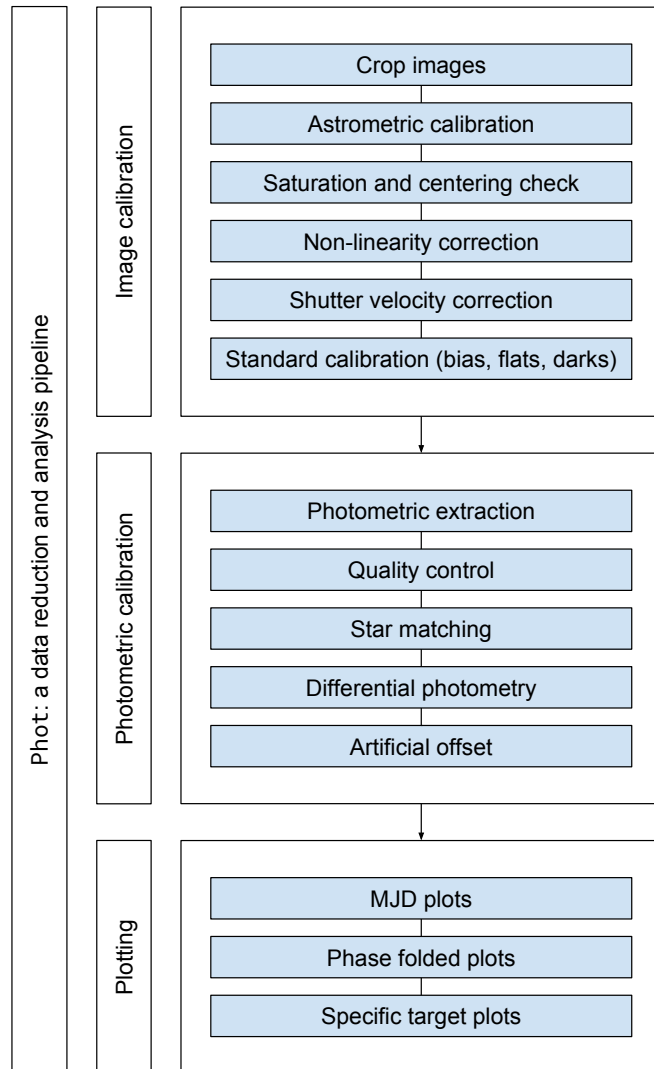 Phot: a data reduction and analysis pipeline
Image calibration
Crop images
Astrometric calibration
Saturation and centering check
Non-linearity correction
Shutter velocity correction
Standard calibration (bias, flats, darks)
Photometric calibration
Photometric extraction
Quality control
Star matching
Differential photometry
Artificial offset
Plotting
MJD plots
Phase folded plots
Specific target plots